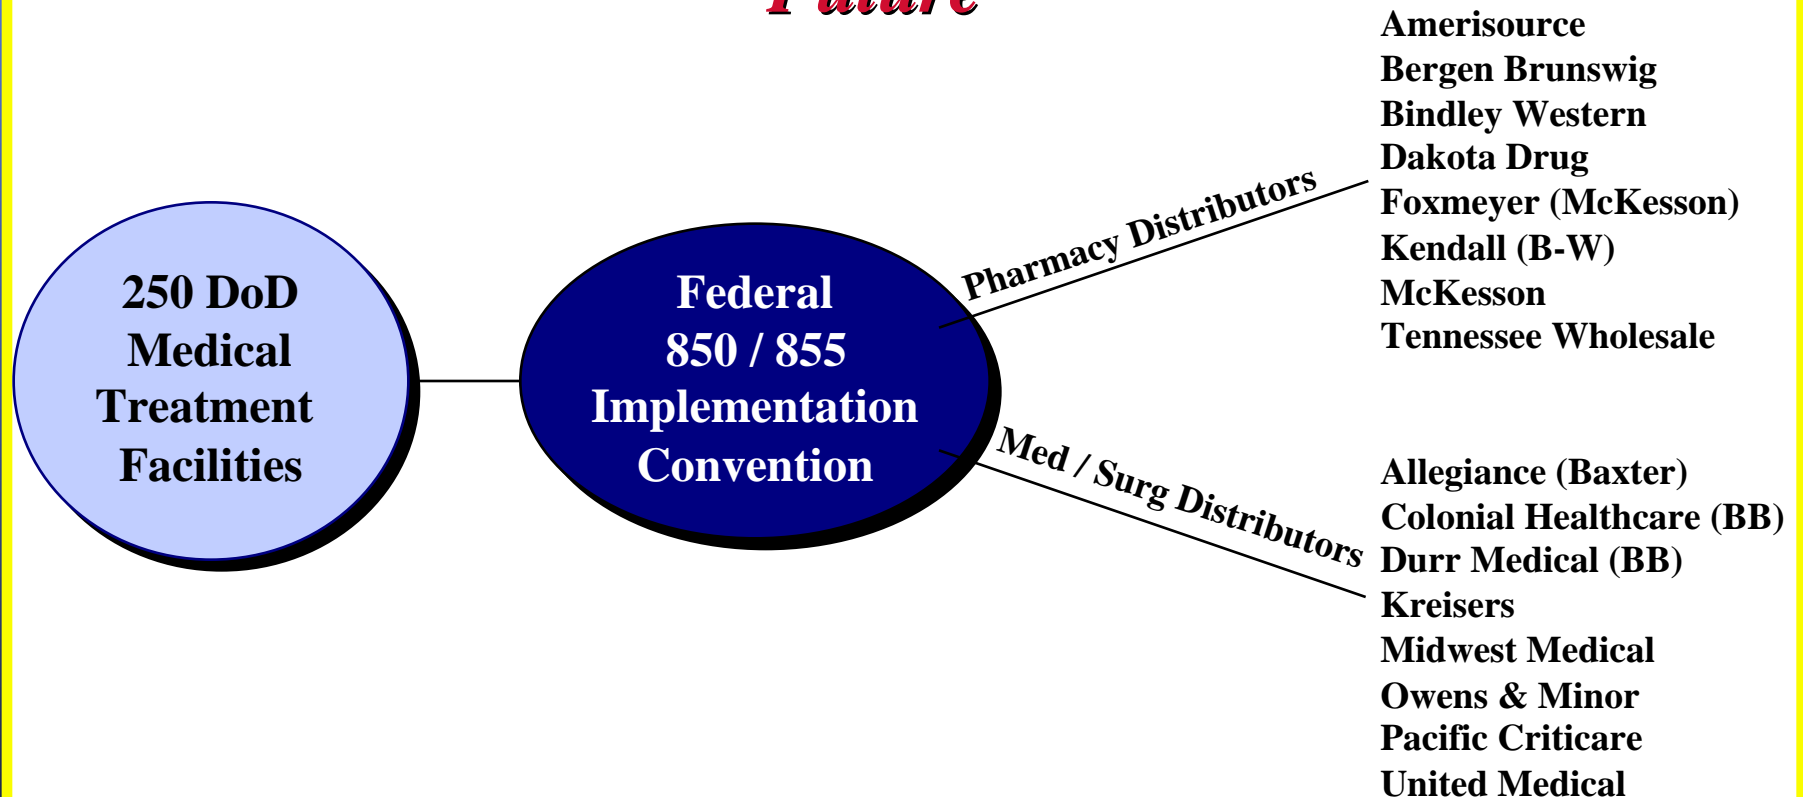 Future
Amerisource
Bergen Brunswig
Bindley Western
Dakota Drug
Foxmeyer (McKesson)
Kendall (B-W)
McKesson
Tennessee Wholesale
Pharmacy Distributors
250 DoD
Medical
Treatment
Facilities
Federal
850 / 855
Implementation
Convention
Med / Surg Distributors
Allegiance (Baxter)
Colonial Healthcare (BB)
Durr Medical (BB)
Kreisers
Midwest Medical
Owens & Minor
Pacific Criticare
United Medical